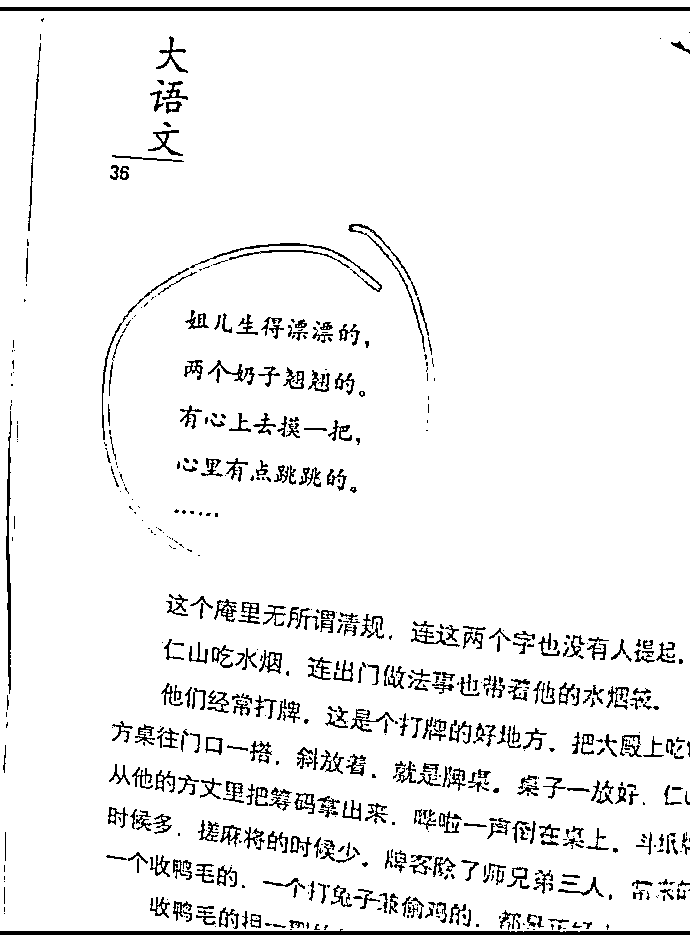 大语文
36
姐儿生得漂漂的，
两个奶子翘翘的。
有心上去摸一把，
心里有点跳跳的。
……
这个庵里无所谓清规，连这两个字也没有人提起。
仁山吃水烟，连出门做法事也带着他的水烟袋。
他们经常打牌。这是个打牌的好地方。把大殿上吃
方桌往门口一搭，斜放着，就是牌桌。桌子一放好，仁
从他的方丈里把筹码拿出来，哗啦一声倒在桌上。斗纸牌
时候多，搓麻将的时候少。牌客除了师兄弟三人，常来的
一个收鸭毛的，一个打兔子兼偷鸡的，都是正
收鸭毛的担一